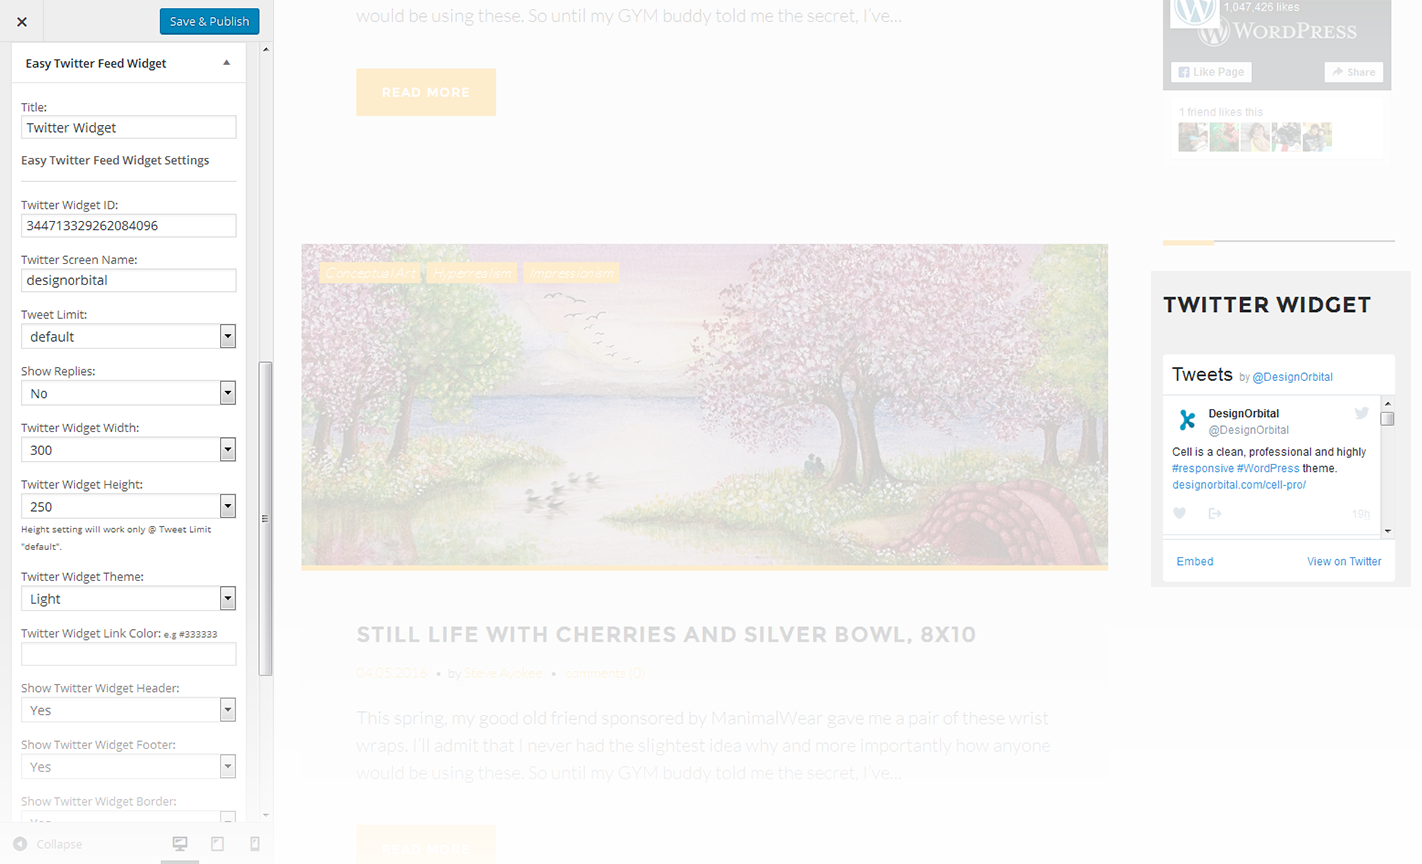 Save & Publish
Easy Twitter Feed Widget
Title:
Twitter Widget
Easy Twitter Feed Widget Settings
Twitter Widget ID:
344713329262084096
Twitter Screen Name:
designorbital
Tweet Limit:
default
Show Replies:
No
Twitter Widget Width:
300
Twitter Widget Height:
250
Height setting will work only @ Tweet Limit
"default".
Twitter Widget Theme:
Light
Twitter Widget Link Color: e.g #333333
Show Twitter Widget Header:
Yes
Show Twitter Widget Footer:
Yes
Show Twitter Widget Border:
Yes
Collapse
would be using these. So until my GYM buddy told me the secret, I've...
READ MORE
Conceptual Art Hyperrealism Impressionism
STILL LIFE WITH CHERRIES AND SILVER BOWL, 8X10
04.05.2016 • by Steve Auokee • comments (0)
This spring, my good old friend sponsored by ManimalWear gave me a pair of these wrist
wraps. I'll admit that I never had the slightest idea why and more importantly how anyone
would be using these. So until my GYM buddy told me the secret, I've...
READ MORE
1,047,426 likes
WORDPRESS
Like Page Share
1 friend likes this
TWITTER WIDGET
Tweets by @DesignOrbital
DesignOrbital
@DesignOrbital
Cell is a clean, professional and highly
#responsive #WordPress theme.
designorbital.com/cell-pro/
19h
Embed View on Twitter